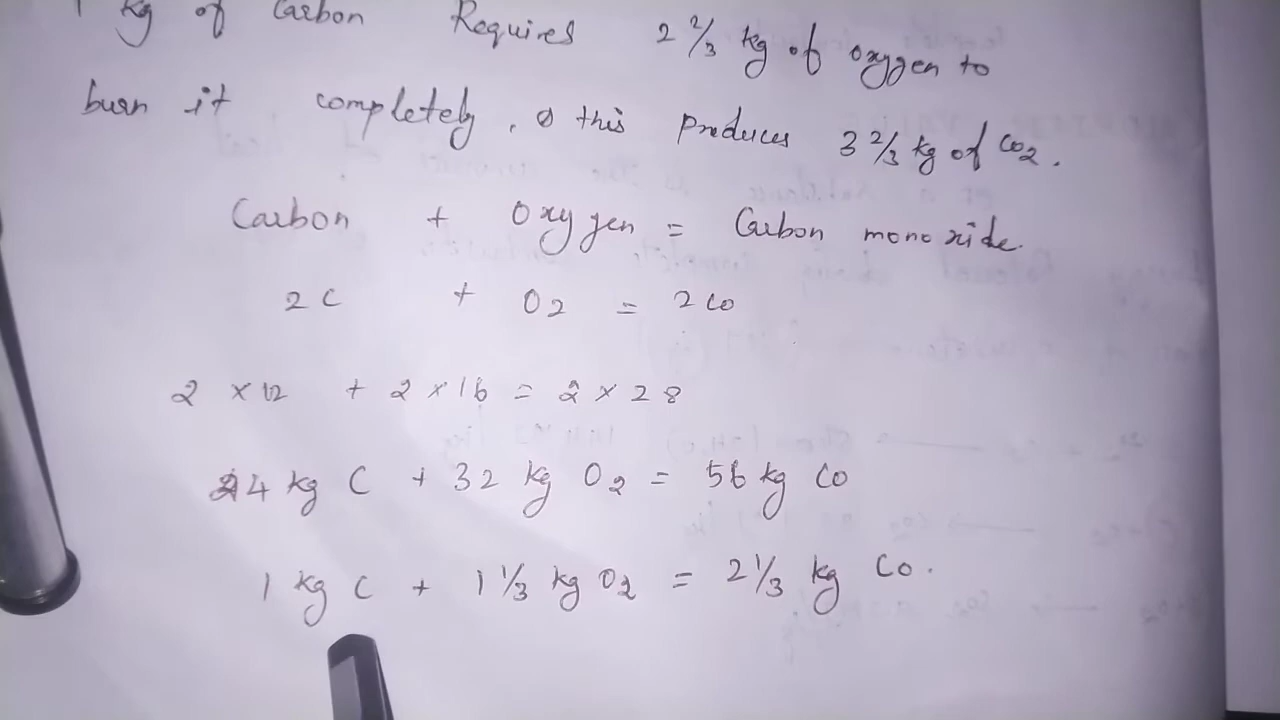 1 kg of Carbon Requires 2 2/3 kg of oxygen to
burn it completely, & this produces 3 2/3 kg of CO2.
Carbon + Oxygen = Carbon monoxide.
2C + O2 = 2CO
2 × 12 + 2 × 16 = 2 × 28
24 kg C + 32 kg O2 = 56 kg CO
1 kg C + 1 1/3 kg O2 = 2 1/3 kg CO.